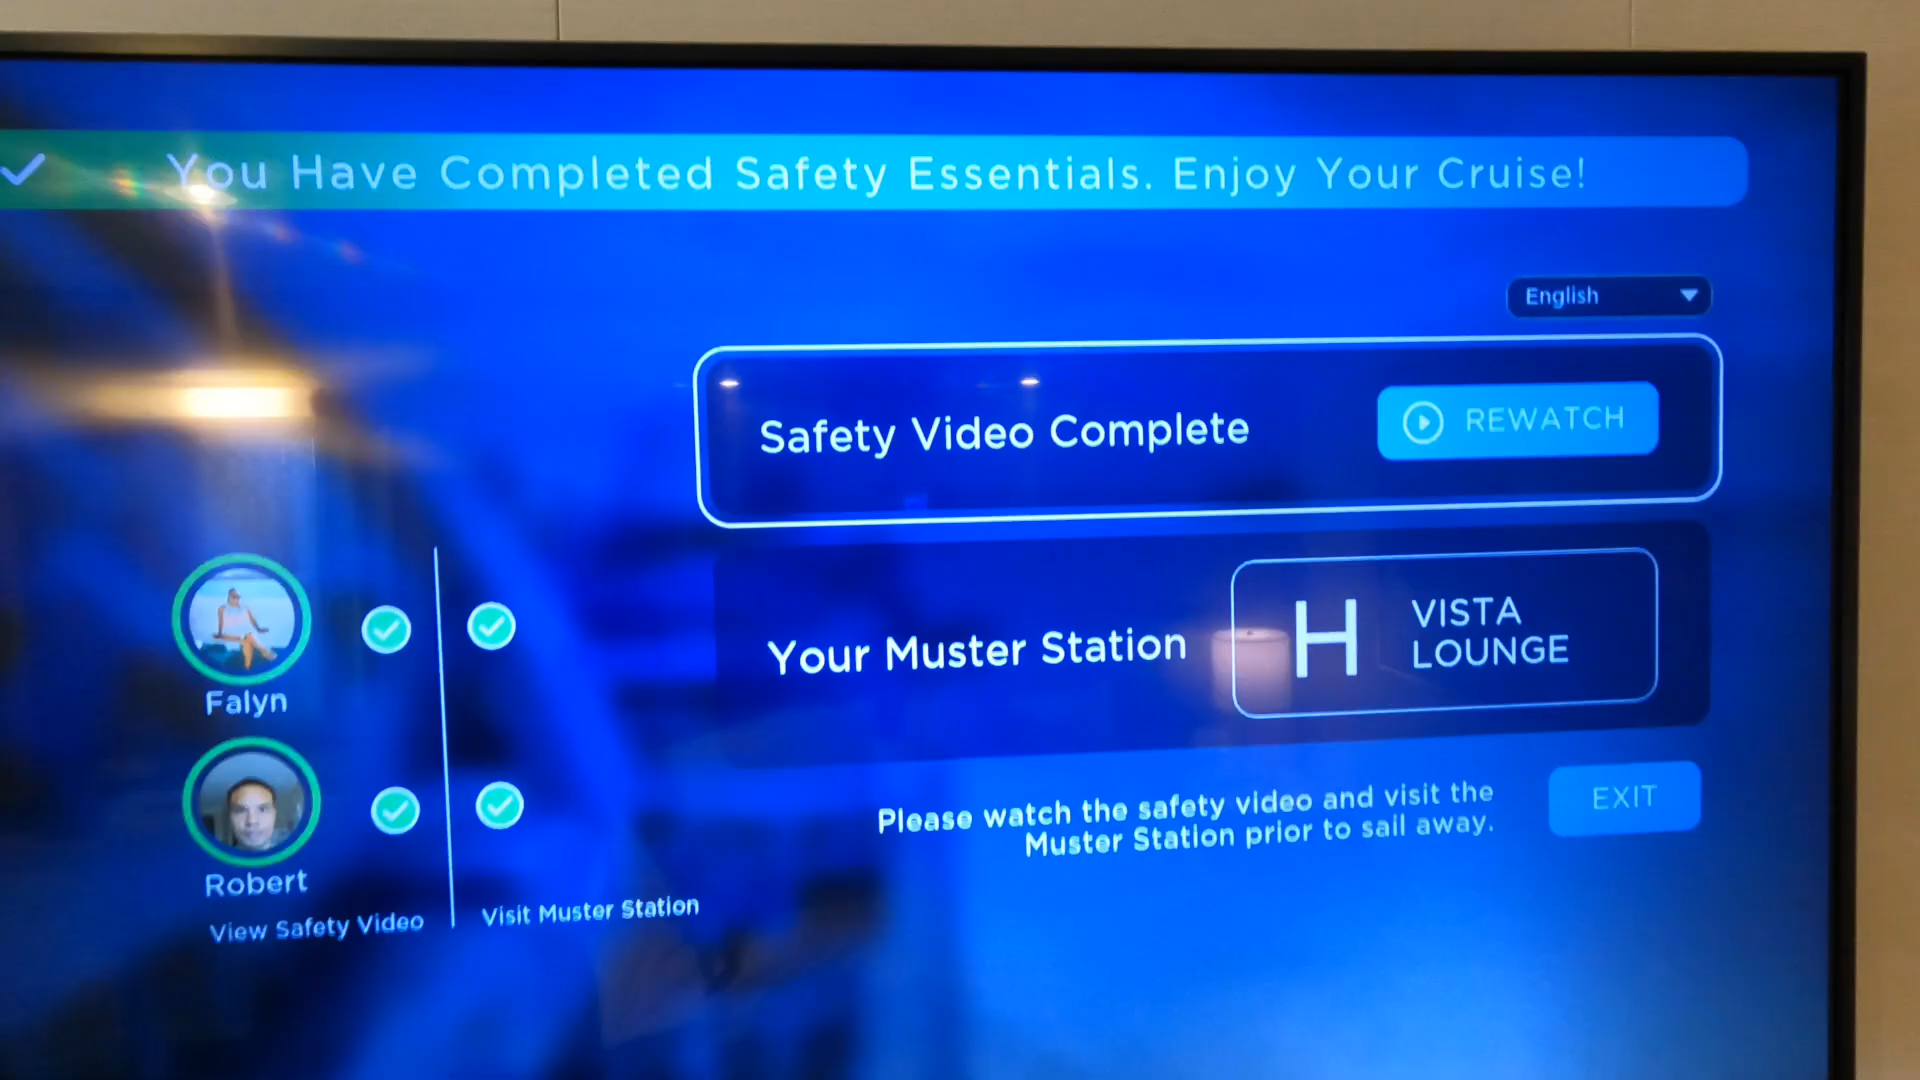 You Have Completed Safety Essentials. Enjoy Your Cruise!
English
Safety Video Complete
REWATCH
Your Muster Station
H
VISTA
LOUNGE
Falyn
Robert
View Safety Video
Visit Muster Station
Please watch the safety video and visit the
Muster Station prior to sail away.
EXIT